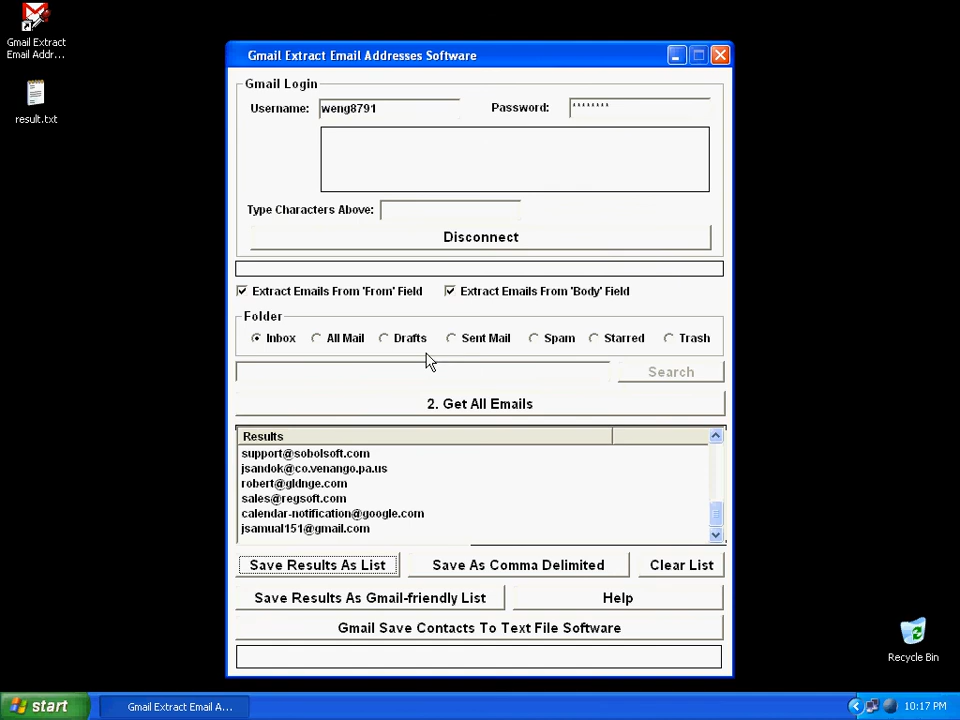 Gmail Extract
Email Addr...
result.txt
Gmail Extract Email Addresses Software
Gmail Login
Username: weng8791 Password: ********
Type Characters Above:
Disconnect
Extract Emails From 'From' Field Extract Emails From 'Body' Field
Folder
Inbox All Mail Drafts Sent Mail Spam Starred Trash
Search
2. Get All Emails
Results
support@sobolsoft.com
jsandok@co.venango.pa.us
robert@gldnge.com
sales@regsoft.com
calendar-notification@google.com
jsamual151@gmail.com
Save Results As List Save As Comma Delimited Clear List
Save Results As Gmail-friendly List Help
Gmail Save Contacts To Text File Software
Recycle Bin
start Gmail Extract Email A... 10:17 PM